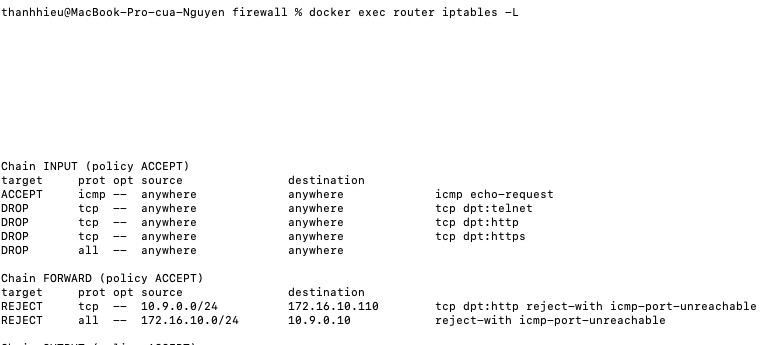 thanhhieu@MacBook-Pro-cua-Nguyen firewall % docker exec router iptables -L
Chain INPUT (policy ACCEPT)
target     prot opt source               destination
ACCEPT     icmp --  anywhere             anywhere             icmp echo-request
DROP       tcp  --  anywhere             anywhere             tcp dpt:telnet
DROP       tcp  --  anywhere             anywhere             tcp dpt:http
DROP       tcp  --  anywhere             anywhere             tcp dpt:https
DROP       all  --  anywhere             anywhere
Chain FORWARD (policy ACCEPT)
target     prot opt source               destination
REJECT     tcp  --  10.9.0.0/24          172.16.10.110        tcp dpt:http reject-with icmp-port-unreachable
REJECT     all  --  172.16.10.0/24       10.9.0.10            reject-with icmp-port-unreachable